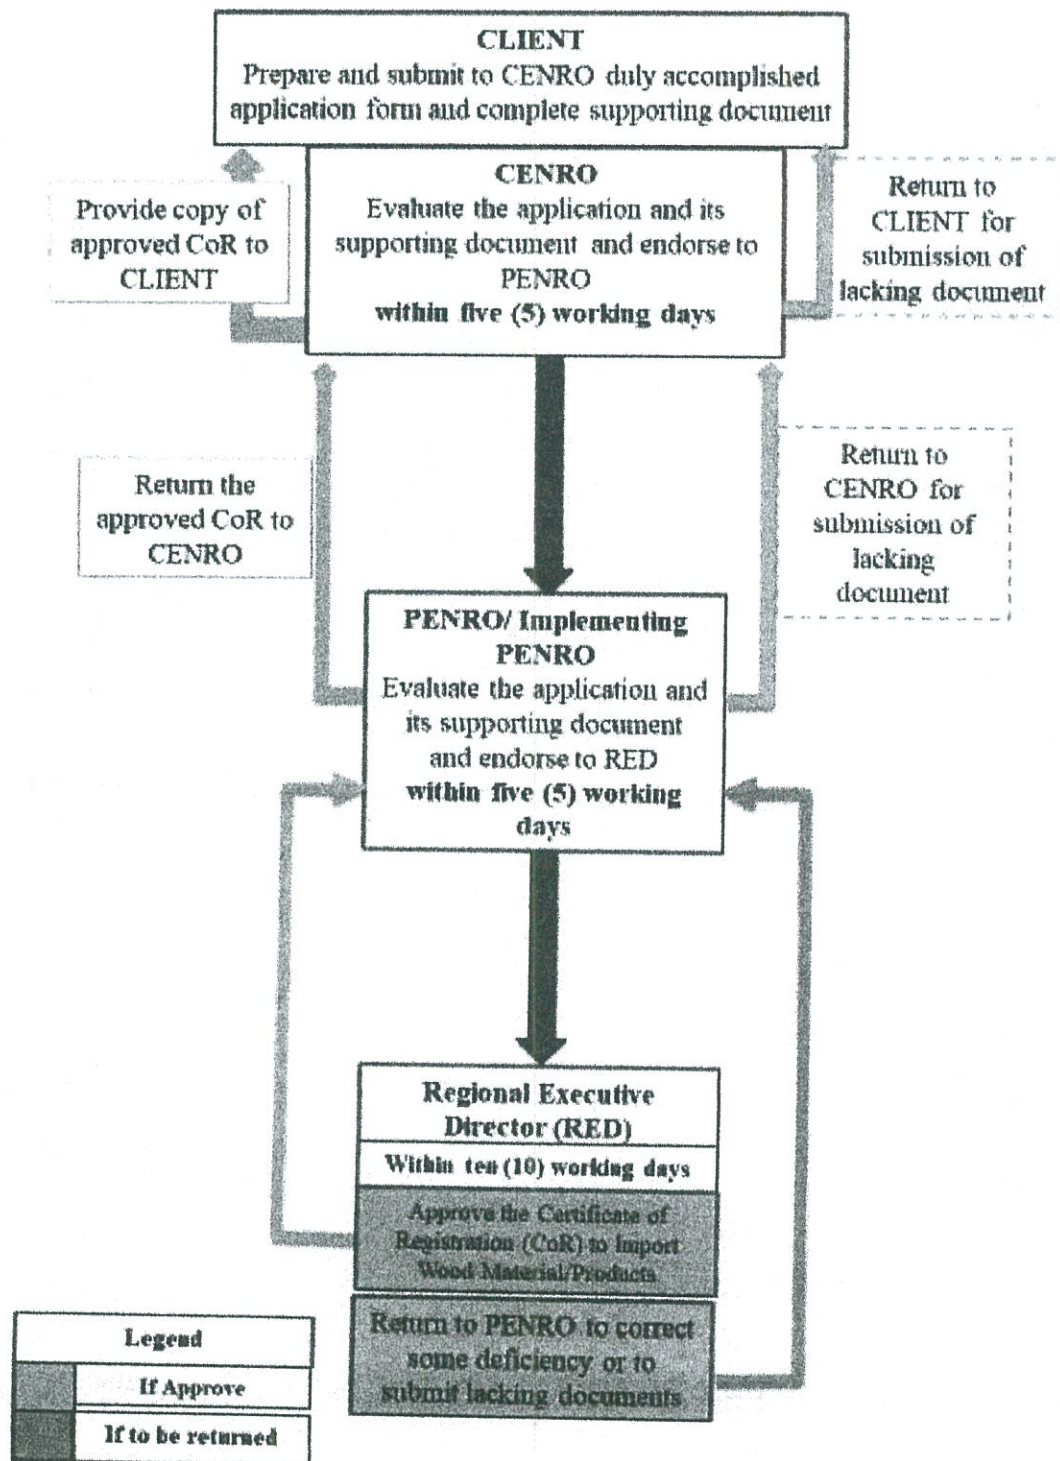 CLIENT
Prepare and submit to CENRO duly accomplished
application form and complete supporting document
CENRO
Evaluate the application and its
supporting document and endorse to
PENRO
within five (5) working days
Provide copy of
approved CoR to
CLIENT
Return to
CLIENT for
submission of
lacking document
Return the
approved CoR to
CENRO
Return to
CENRO for
submission of
lacking
document
PENRO/ Implementing
PENRO
Evaluate the application and
its supporting document
and endorse to RED
within five (5) working
days
Regional Executive
Director (RED)
Within ten (10) working days
Approve the Certificate of
Registration (CoR) to Import
Wood Material/Products
Return to PENRO to correct
some deficiency or to
submit lacking documents
Legend
If Approve
If to be returned